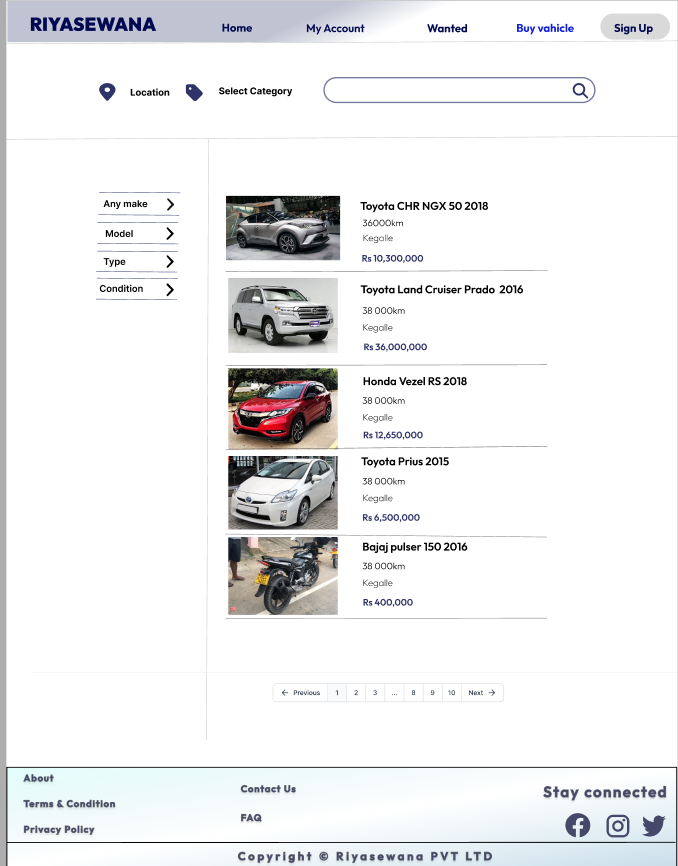 RIYASEWANA
Home
My Account
Wanted
Buy vahicle
Sign Up
Location
Select Category
Any make
Model
Type
Condition
Toyota CHR NGX 50 2018
36000km
Kegalle
Rs 10,300,000
Toyota Land Cruiser Prado 2016
38 000km
Kegalle
Rs 36,000,000
Honda Vezel RS 2018
38 000km
Kegalle
Rs 12,650,000
Toyota Prius 2015
38 000km
Kegalle
Rs 6,500,000
Bajaj pulser 150 2016
38 000km
Kegalle
Rs 400,000
← Previous 1 2 3 ... 8 9 10 Next →
About
Terms & Condition
Privacy Policy
Contact Us
FAQ
Stay connected
Copyright © Riyasewana PVT LTD